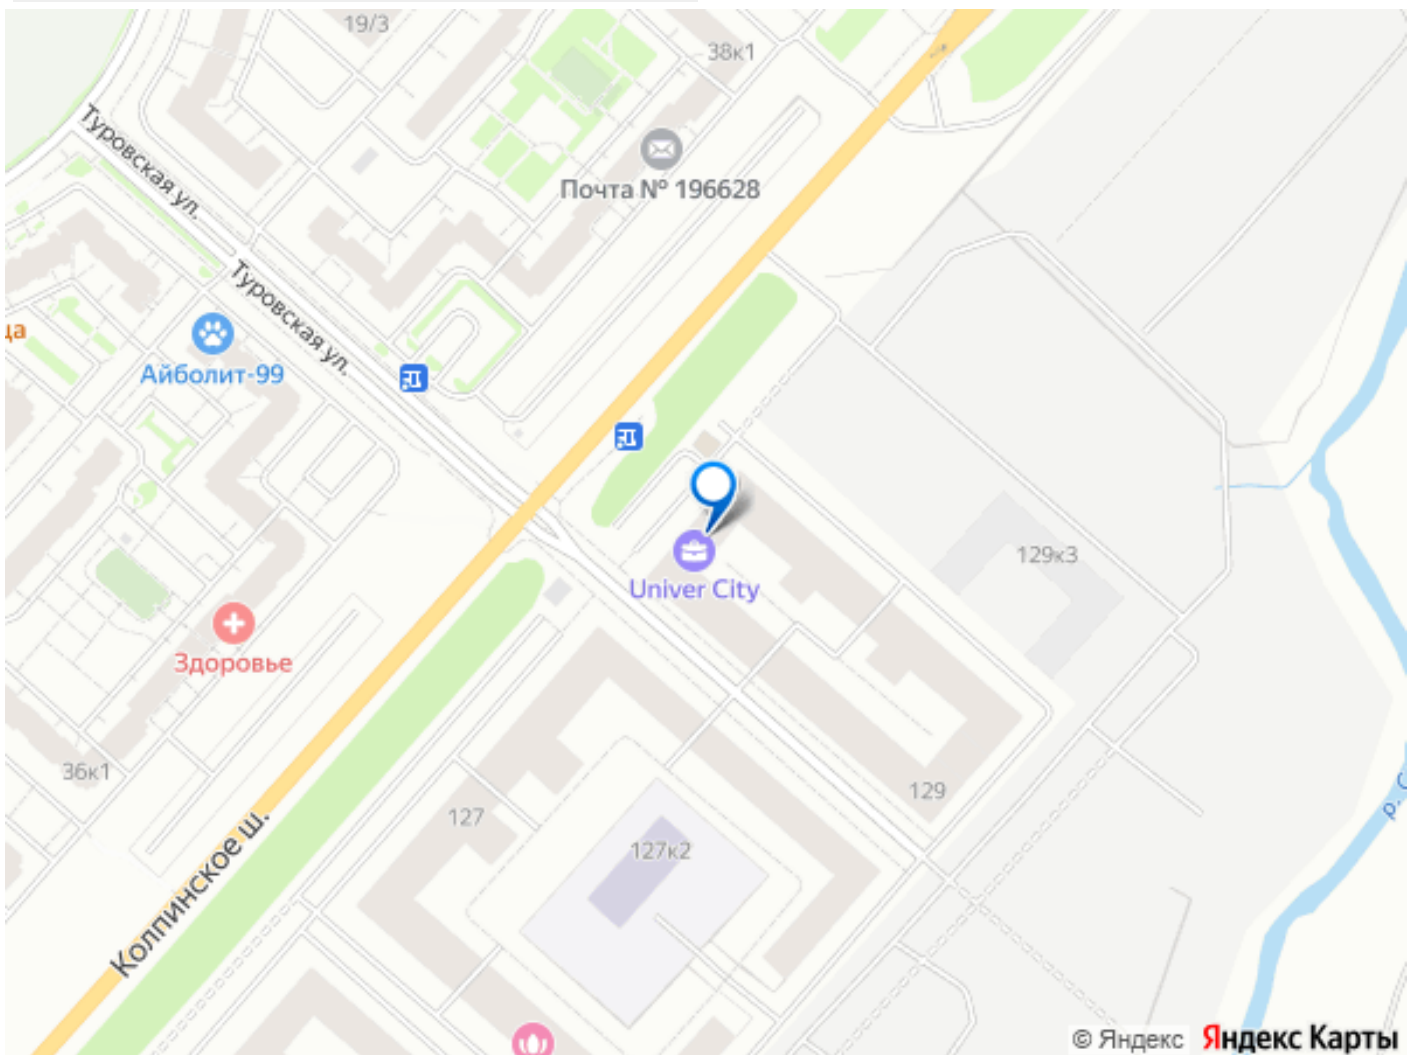 19/3
38к1
Туровская ул.
Почта № 196628
Туровская ул.
ца
Айболит-99
Univer City
129к3
Здоровье
36к1
129
127
127к2
Колпинское ш.
р. С
© Яндекс Яндекс Карты